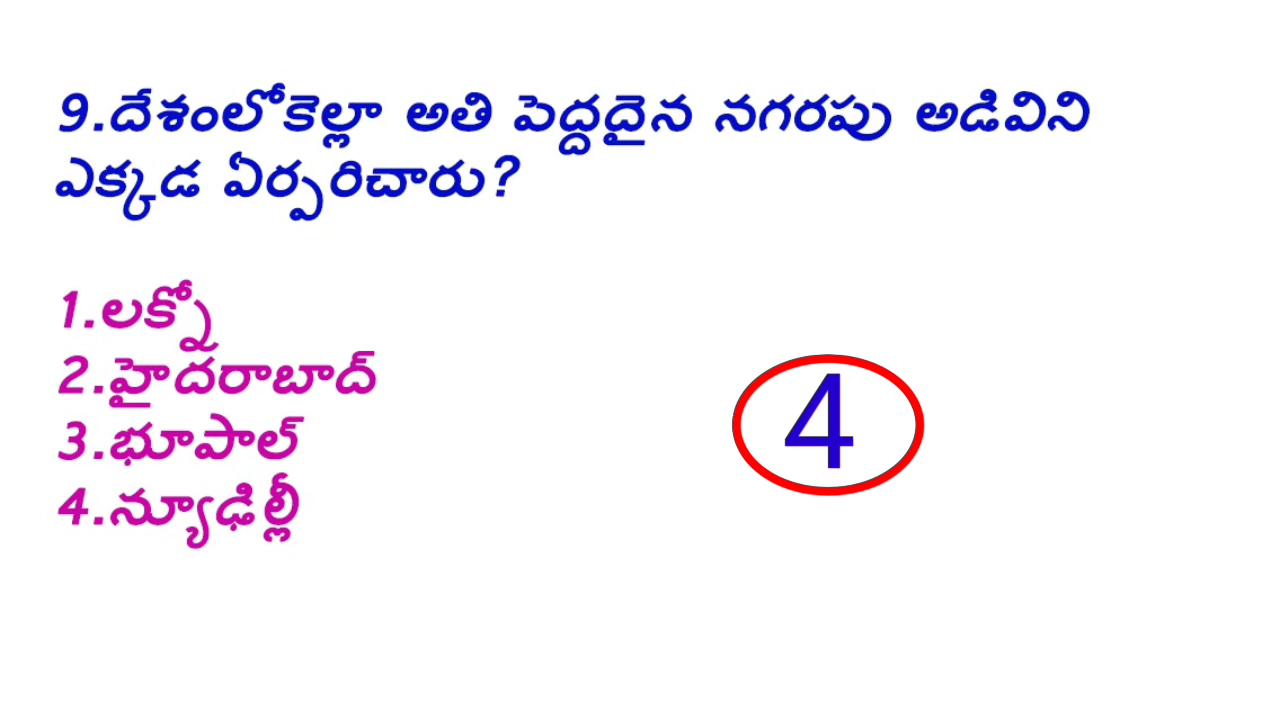 9.దేశంలోకెల్లా అతి పెద్దదైన నగరపు అడివిని
ఎక్కడ ఏర్పరిచారు?
1.లక్నో
2.హైదరాబాద్
3.భూపాల్
4.న్యూఢిల్లీ
4